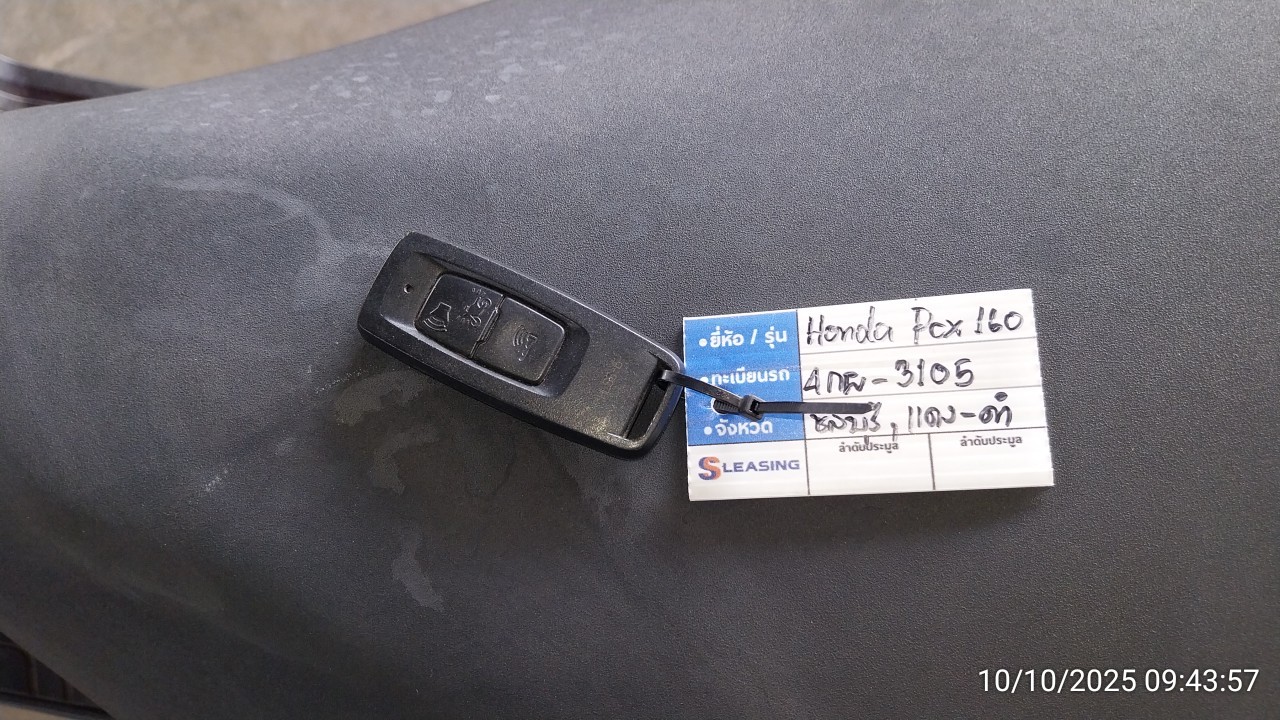 •ยี่ห้อ / รุ่น Honda Pcx 160
•ทะเบียนรถ 4กผ-3105
•จังหวัด ชลบุรี, แดง-ดำ
ลำดับประมูล ลำดับประมูล
SLEASING
10/10/2025 09:43:57